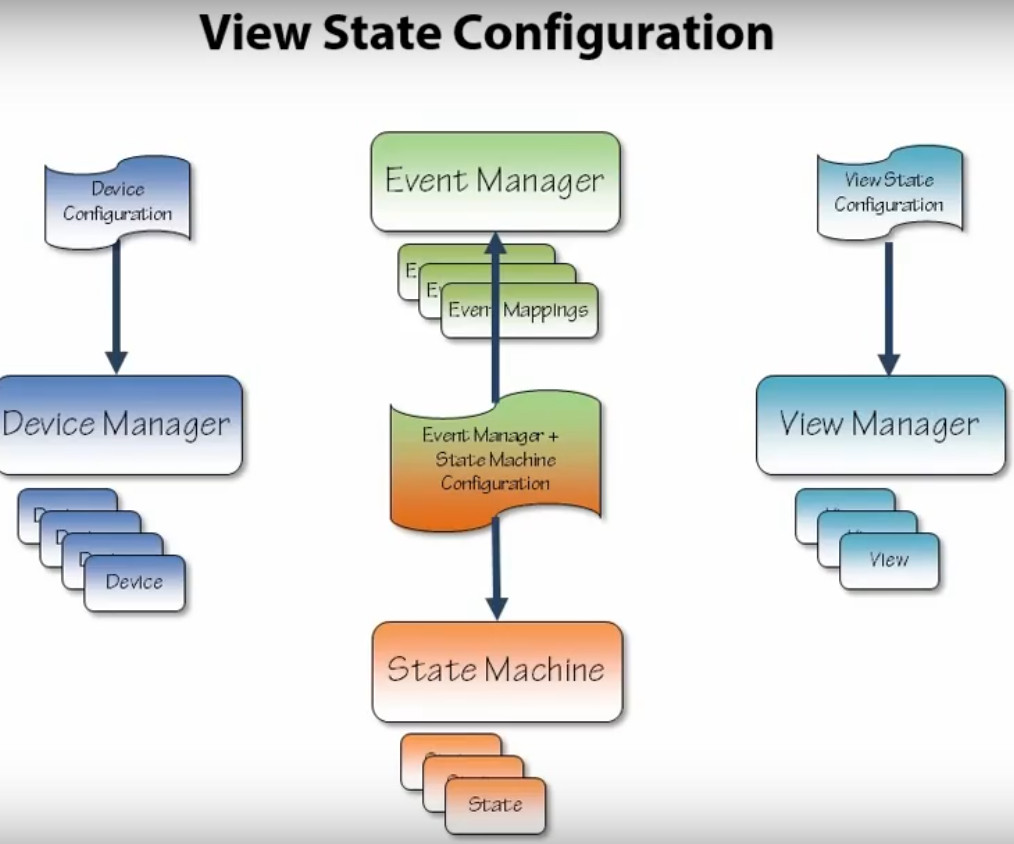 View State Configuration
Device
Configuration
Event Manager
View State
Configuration
Event Mappings
Device Manager
Event Manager +
State Machine
Configuration
View Manager
Device
View
State Machine
State